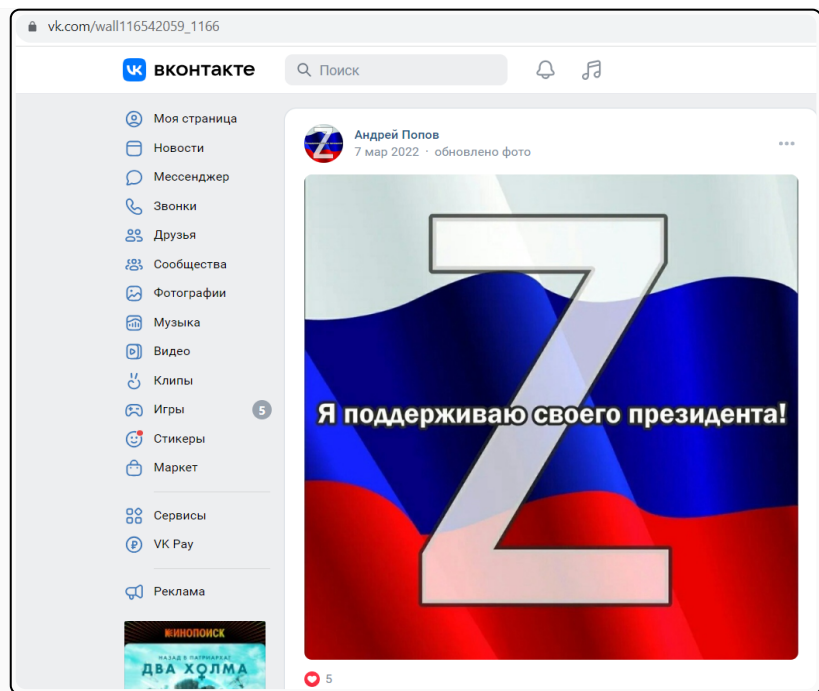 vk.com/wall116542059_1166
вконтакте
Поиск
Моя страница
Новости
Мессенджер
Звонки
Друзья
Сообщества
Фотографии
Музыка
Видео
Клипы
Игры
5
Стикеры
Маркет
Сервисы
VK Pay
Реклама
КИНОПОИСК
НАЗАД В ПАТРИАРХАТ
ДВА ХОЛМА
Андрей Попов
7 мар 2022 · обновлено фото
Z
Я поддерживаю своего президента!
5